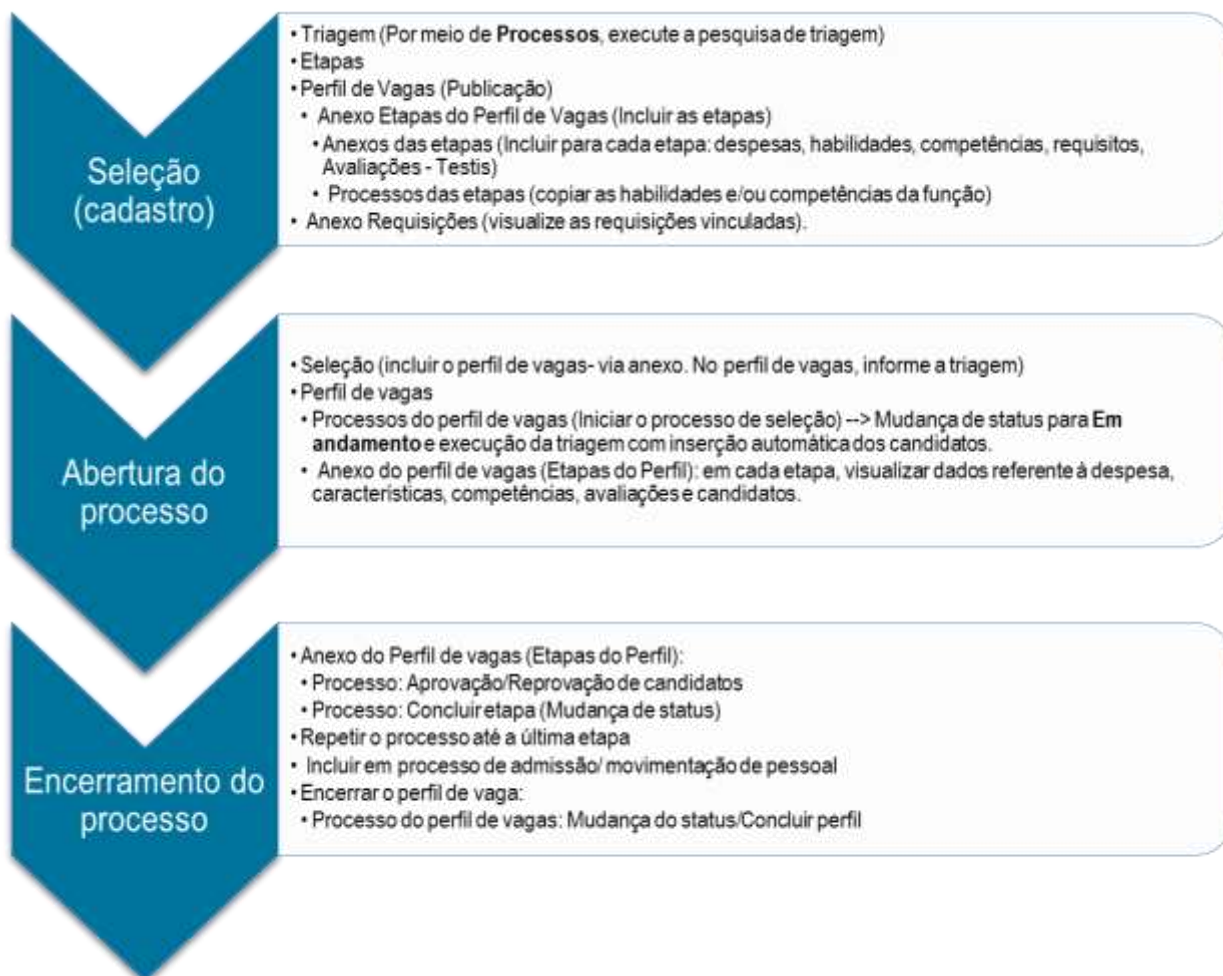 Seleção
(cadastro)
• Triagem (Por meio de Processos, execute a pesquisa de triagem)
• Etapas
• Perfil de Vagas (Publicação)
• Anexo Etapas do Perfil de Vagas (Incluir as etapas)
• Anexos das etapas (Incluir para cada etapa: despesas, habilidades, competências, requisitos,
Avaliações - Testis)
• Processos das etapas (copiar as habilidades e/ou competências da função)
• Anexo Requisições (visualize as requisições vinculadas).
Abertura do
processo
• Seleção (incluir o perfil de vagas- via anexo. No perfil de vagas, informe a triagem)
• Perfil de vagas
• Processos do perfil de vagas (Iniciar o processo de seleção) --> Mudança de status para Em
andamento e execução da triagem com inserção automática dos candidatos.
• Anexo do perfil de vagas (Etapas do Perfil): em cada etapa, visualizar dados referente à despesa,
características, competências, avaliações e candidatos.
Encerramento do
processo
• Anexo do Perfil de vagas (Etapas do Perfil):
• Processo: Aprovação/Reprovação de candidatos
• Processo: Concluir etapa (Mudança de status)
• Repetir o processo até a última etapa
• Incluir em processo de admissão/ movimentação de pessoal
• Encerrar o perfil de vaga:
• Processo do perfil de vagas: Mudança do status/Concluir perfil